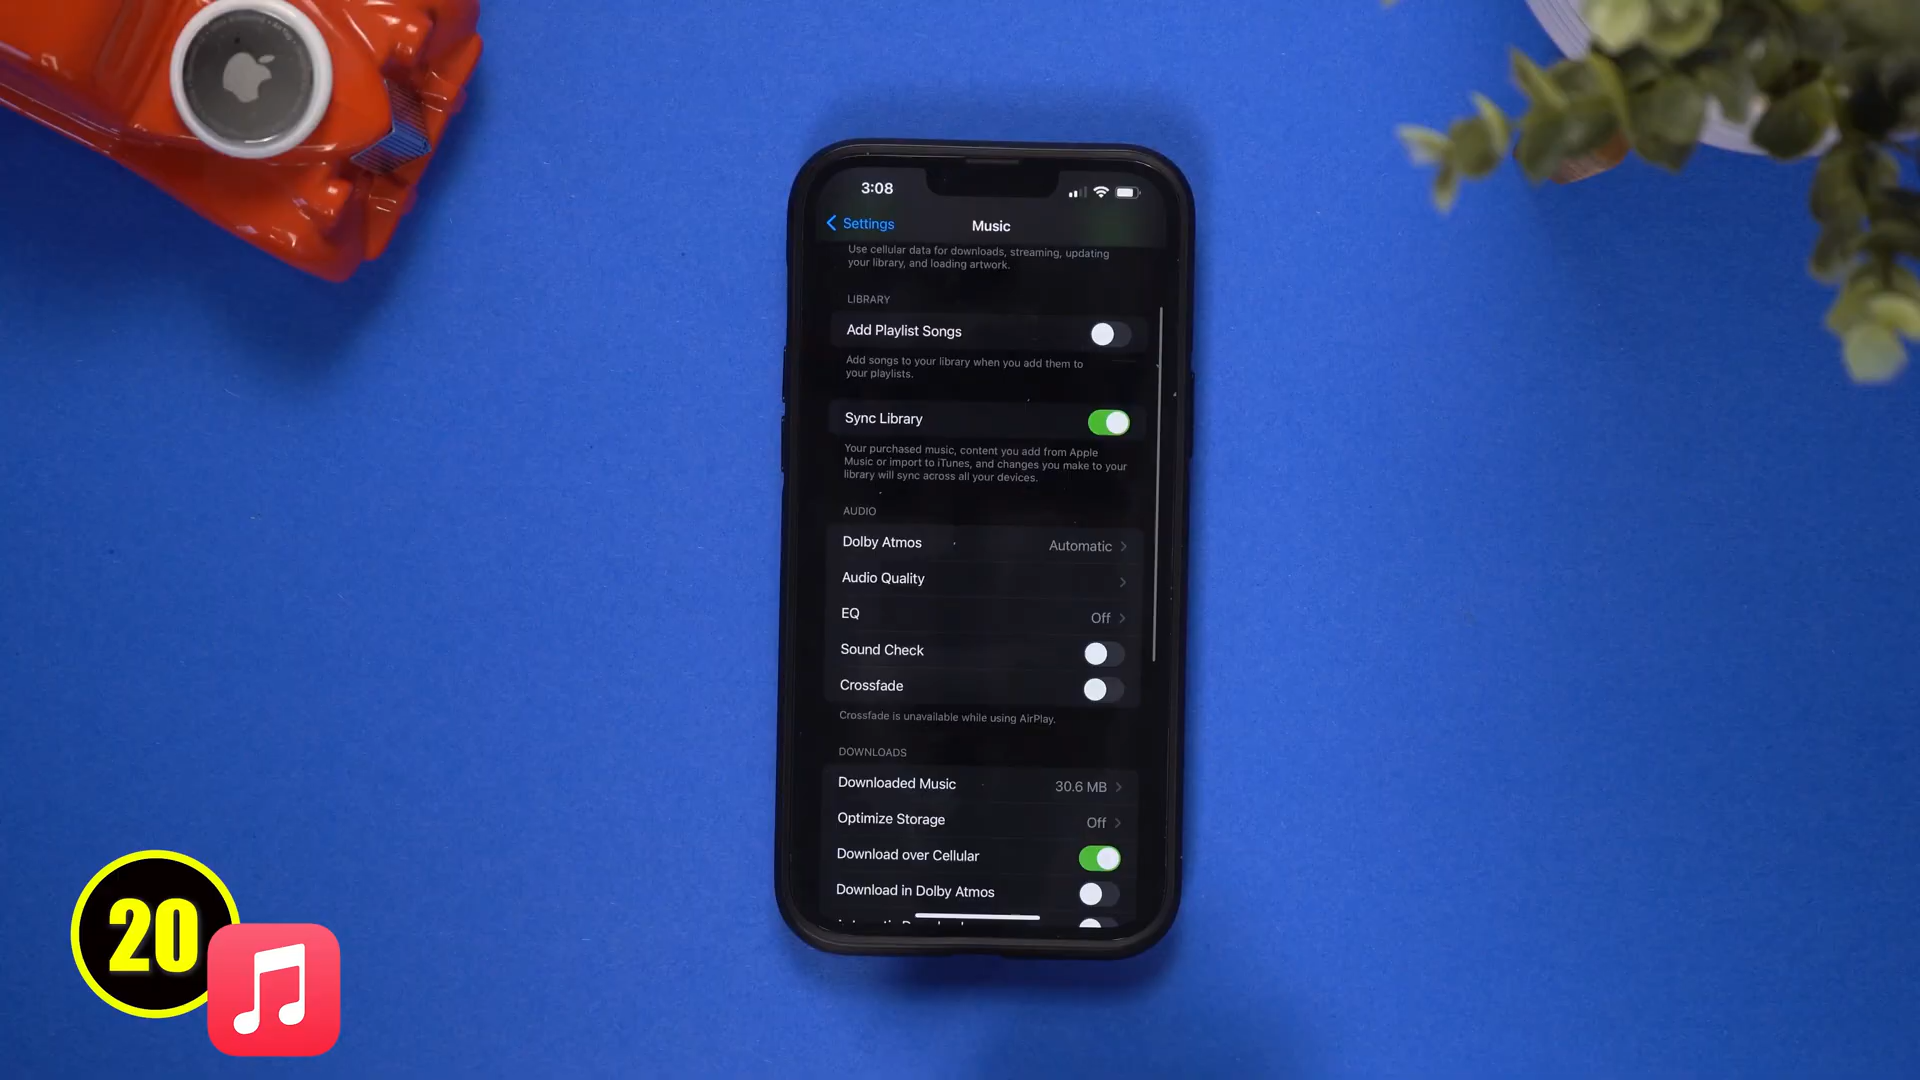 3:08
Settings
Music
Use cellular data for downloads, streaming, updating
your library, and loading artwork.
LIBRARY
Add Playlist Songs
Add songs to your library when you add them to
your playlists.
Sync Library
Your purchased music, content you add from Apple
Music or import to iTunes, and changes you make to your
library will sync across all your devices.
AUDIO
Dolby Atmos Automatic
Audio Quality
EQ Off
Sound Check
Crossfade
Crossfade is unavailable while using AirPlay.
DOWNLOADS
Downloaded Music 30.6 MB
Optimize Storage Off
Download over Cellular
Download in Dolby Atmos
20